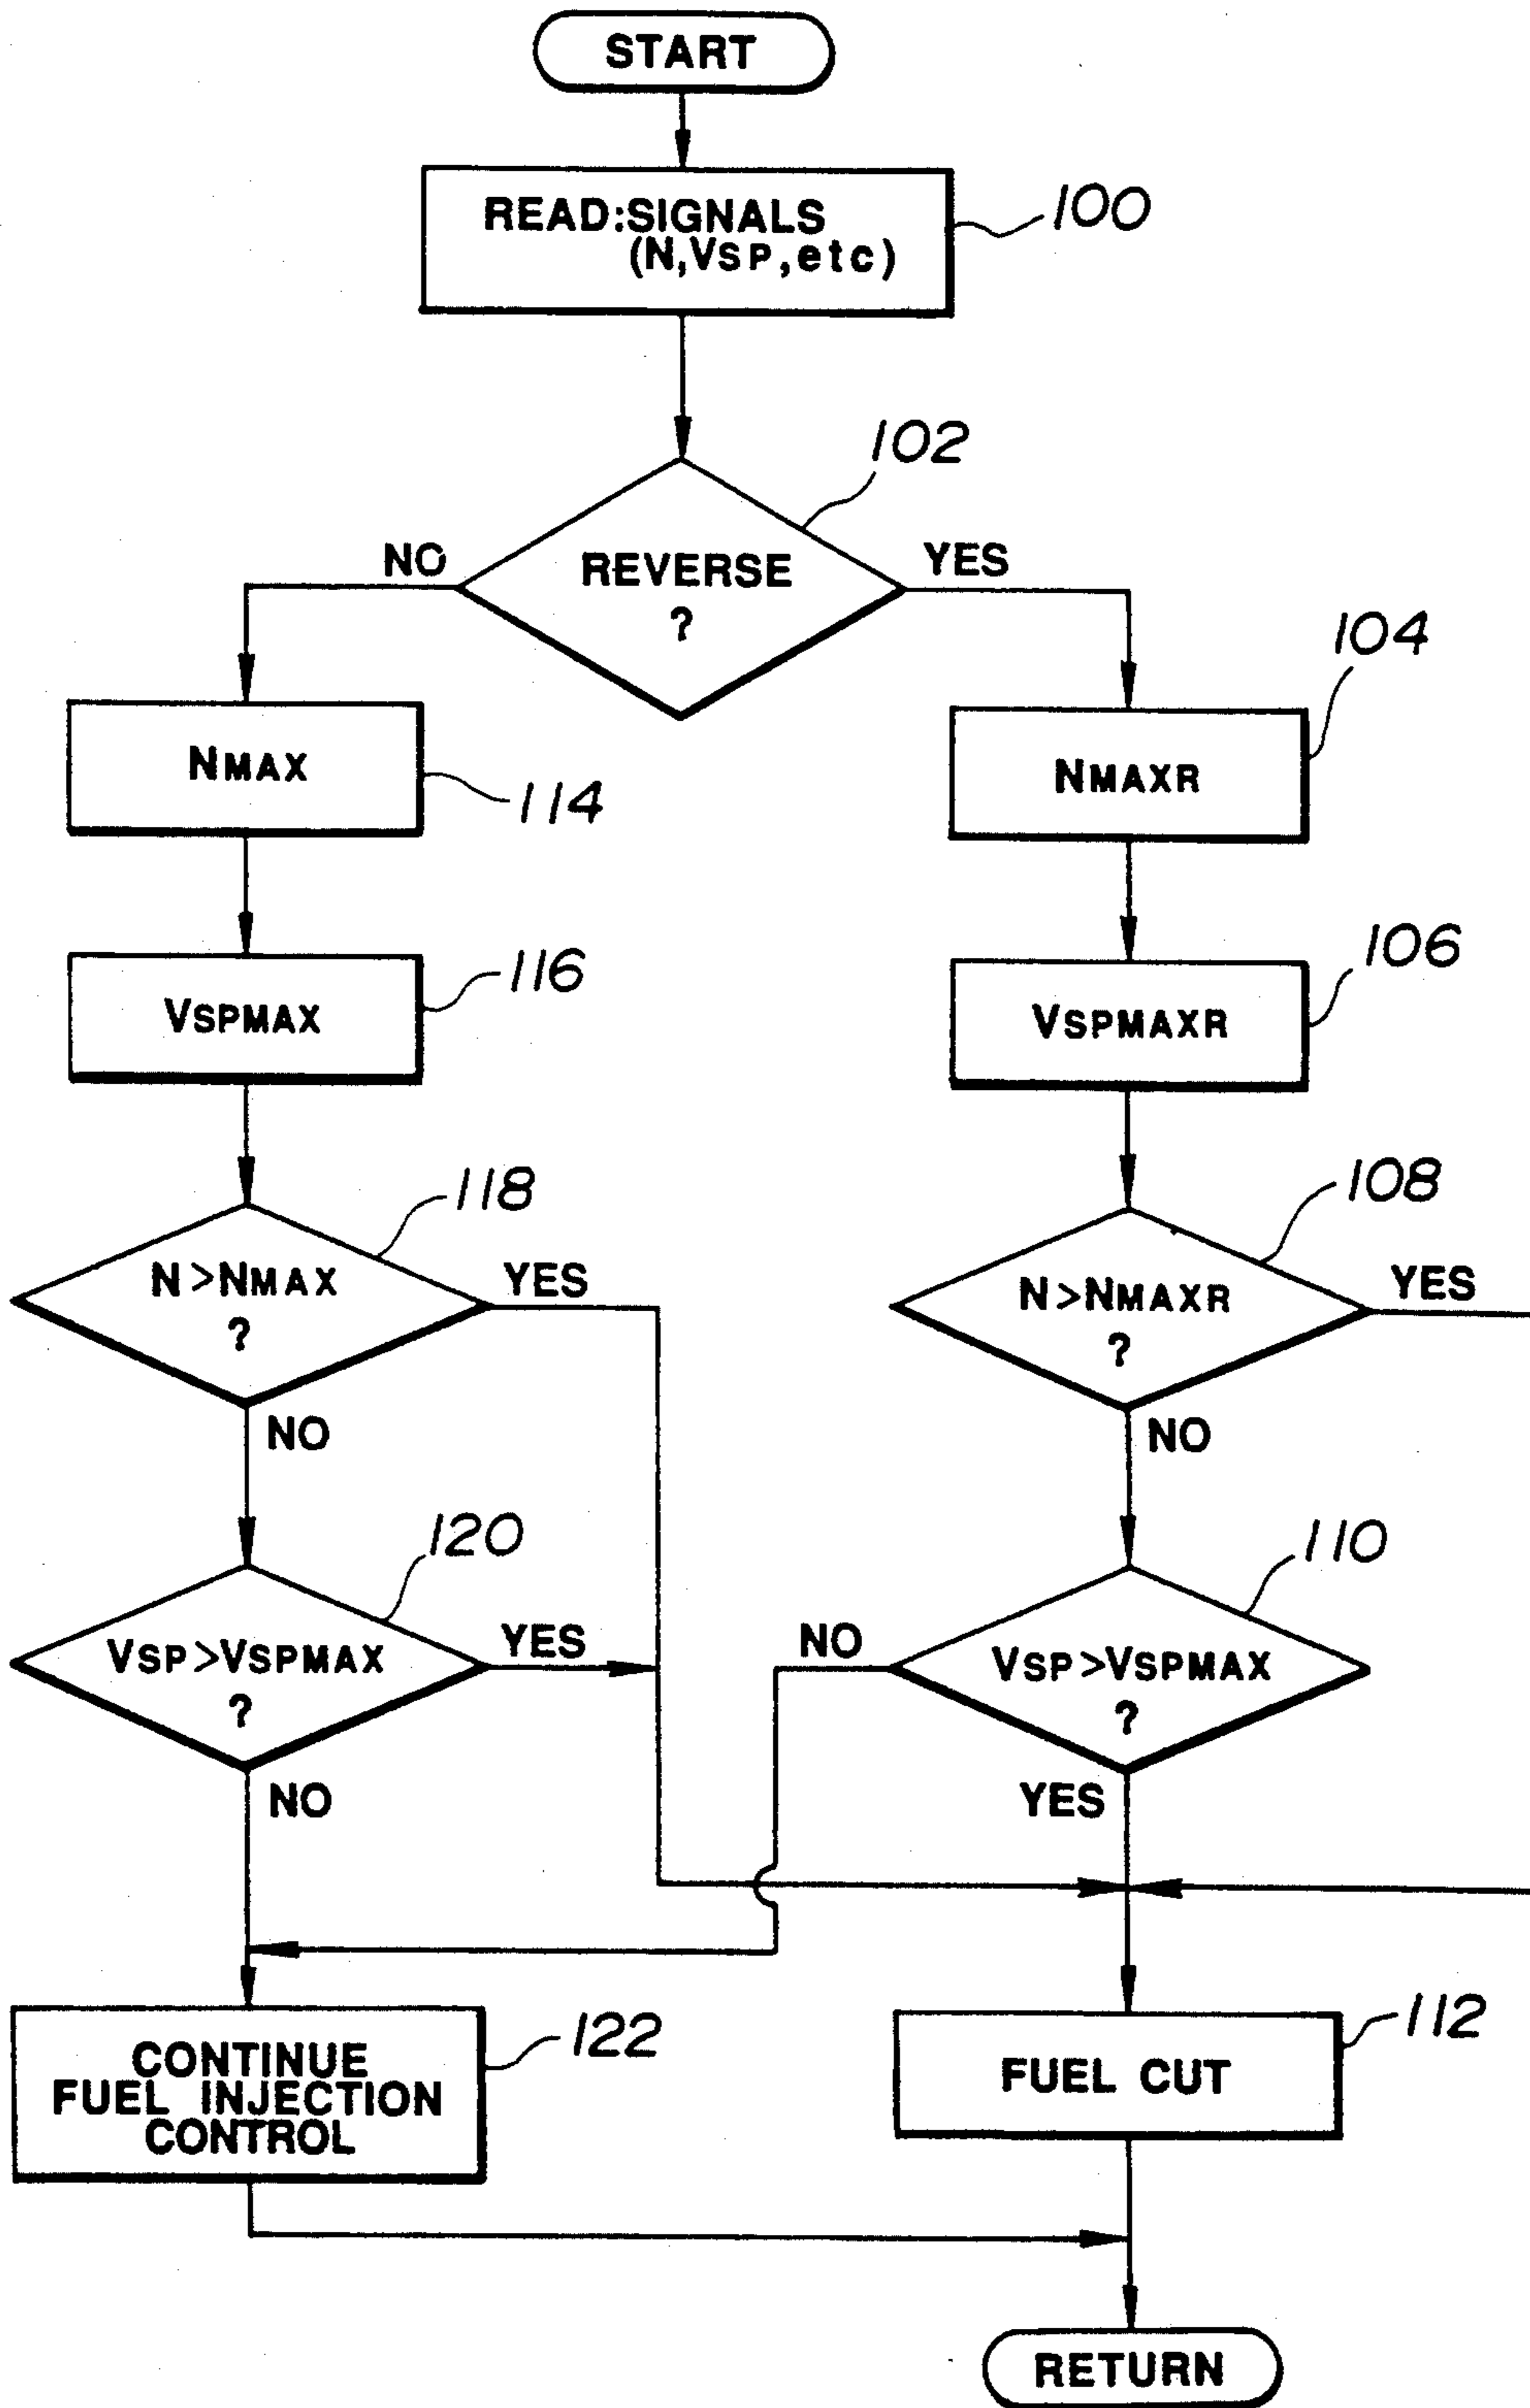 START
READ:SIGNALS
(N,VSP,etc)
100
102
NO
REVERSE
?
YES
104
NMAX
114
NMAXR
116
VSPMAX
106
VSPMAXR
118
N>NMAX
?
YES
NO
108
N>NMAXR
?
YES
NO
120
VSP>VSPMAX
?
YES
NO
110
NO
VSP>VSPMAX
?
YES
122
CONTINUE
FUEL INJECTION
CONTROL
112
FUEL CUT
RETURN